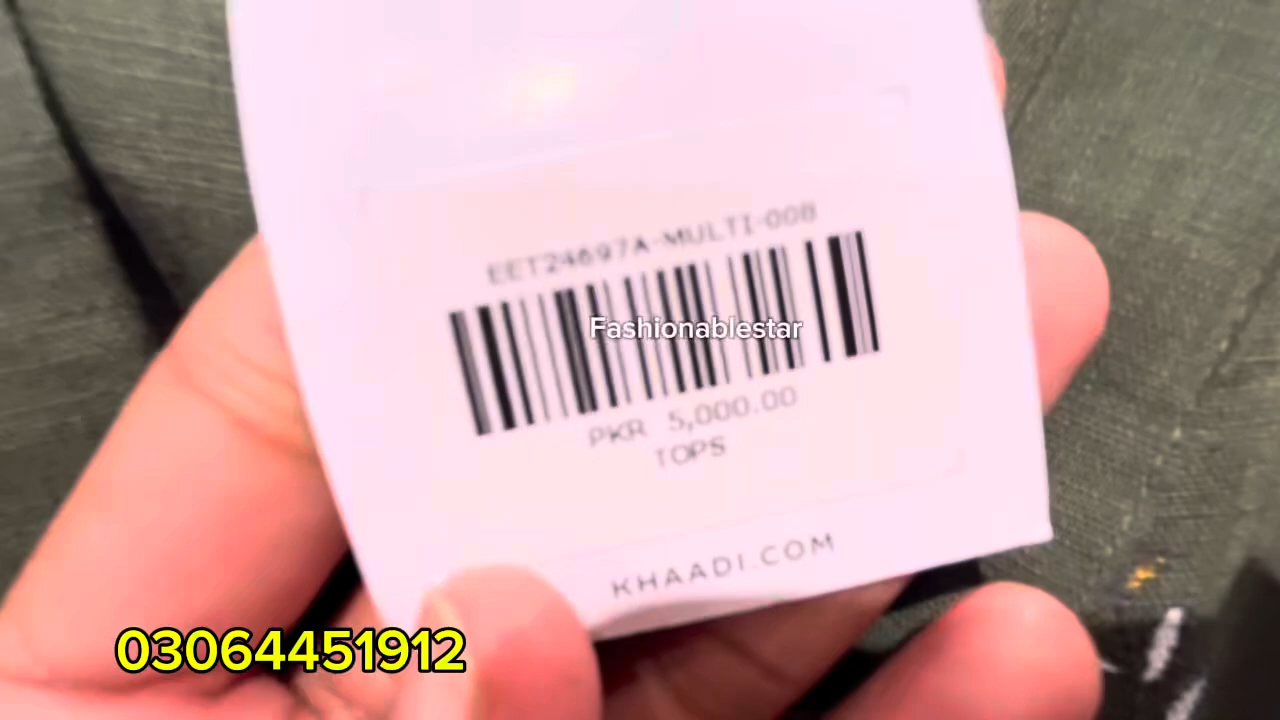 EET24697A-MULTI-008
Fashionablestar
PKR 5,000.00
TOPS
KHAADI.COM
03064451912